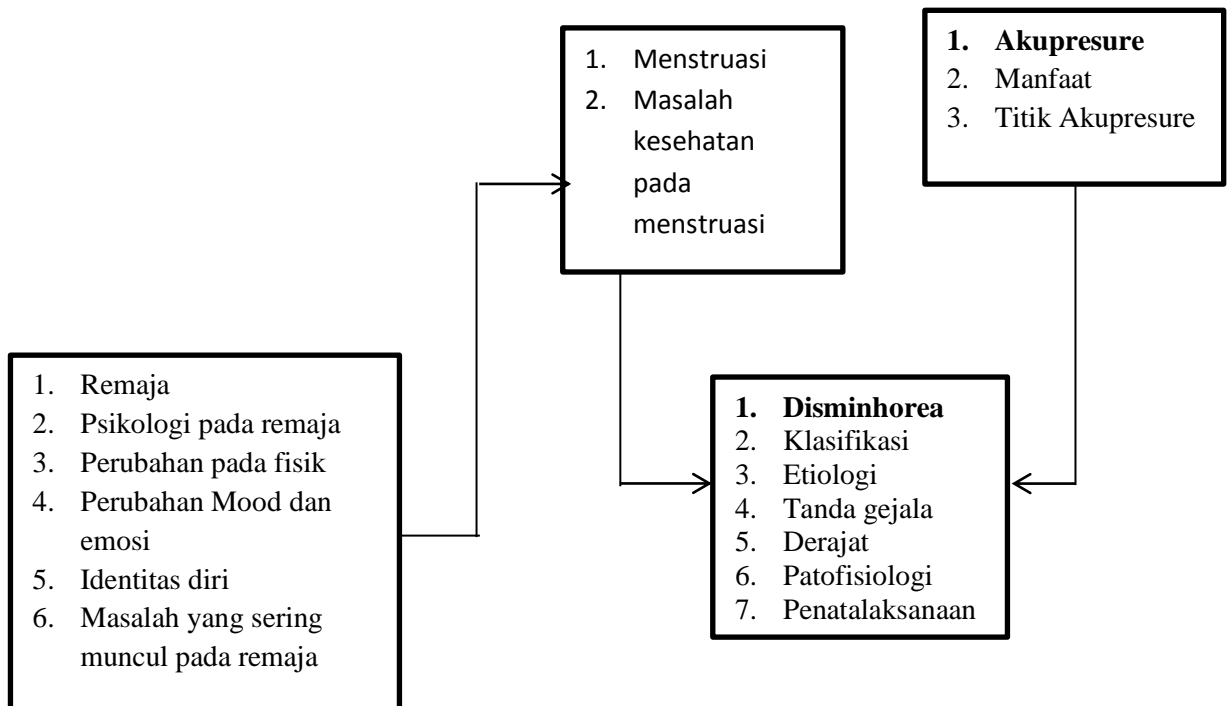 1. Menstruasi
2. Masalah
kesehatan
pada
menstruasi
1. Akupresure
2. Manfaat
3. Titik Akupresure
1. Remaja
2. Psikologi pada remaja
3. Perubahan pada fisik
4. Perubahan Mood dan
emosi
5. Identitas diri
6. Masalah yang sering
muncul pada remaja
1. Disminhorea
2. Klasifikasi
3. Etiologi
4. Tanda gejala
5. Derajat
6. Patofisiologi
7. Penatalaksanaan